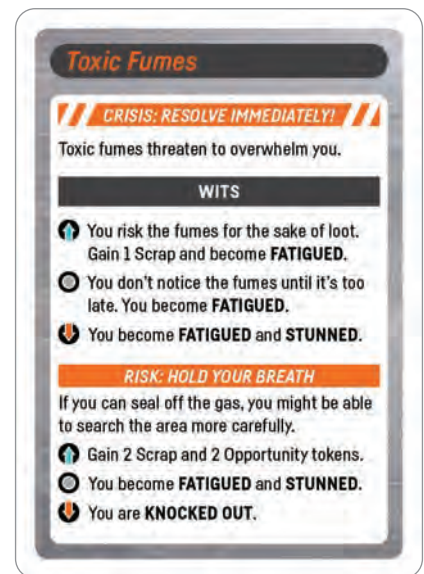 Toxic Fumes
CRISIS: RESOLVE IMMEDIATELY!
Toxic fumes threaten to overwhelm you.
WITS
You risk the fumes for the sake of loot.
Gain 1 Scrap and become FATIGUED.
You don't notice the fumes until it's too
late. You become FATIGUED.
You become FATIGUED and STUNNED.
RISK: HOLD YOUR BREATH
If you can seal off the gas, you might be able
to search the area more carefully.
Gain 2 Scrap and 2 Opportunity tokens.
You become FATIGUED and STUNNED.
You are KNOCKED OUT.